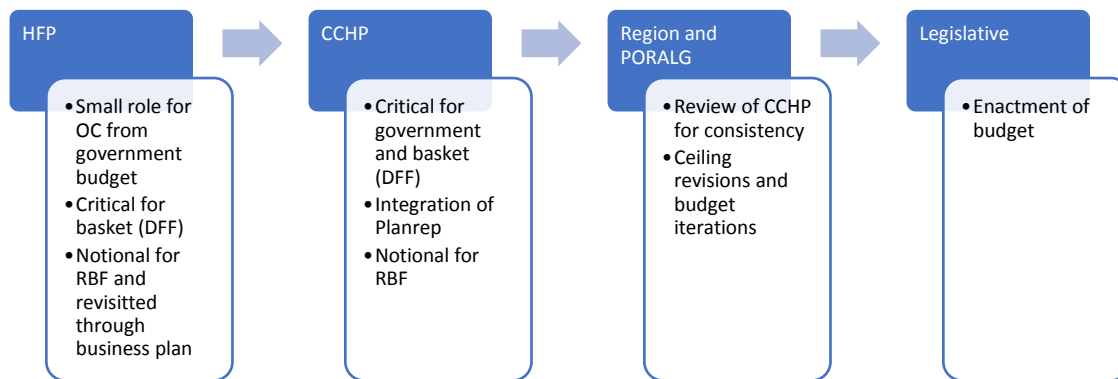 HFP
•Small role for
OC from
government
budget
•Critical for
basket (DFF)
•Notional for
RBF and
revisitted
through
business plan
CCHP
•Critical for
government
and basket
(DFF)
•Integration of
Planrep
•Notional for
RBF
Region and
PORALG
•Review of CCHP
for consistency
•Ceiling
revisions and
budget
iterations
Legislative
•Enactment of
budget